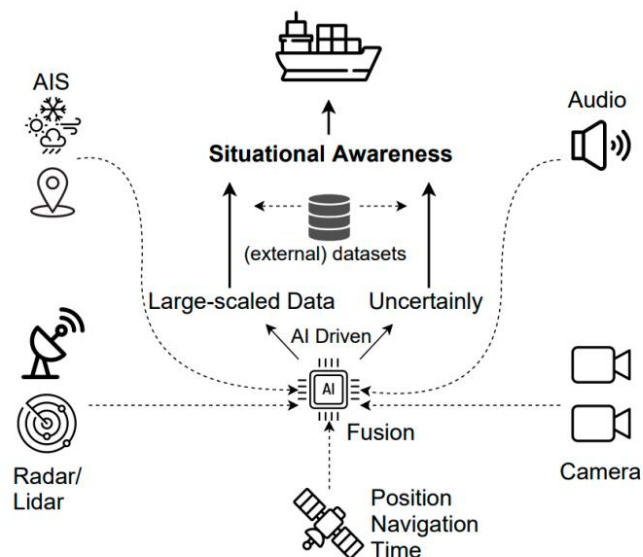 AIS
Audio
Situational Awareness
(external) datasets
Large-scaled Data
Uncertainly
AI Driven
AI
Fusion
Radar/
Lidar
Camera
Position
Navigation
Time